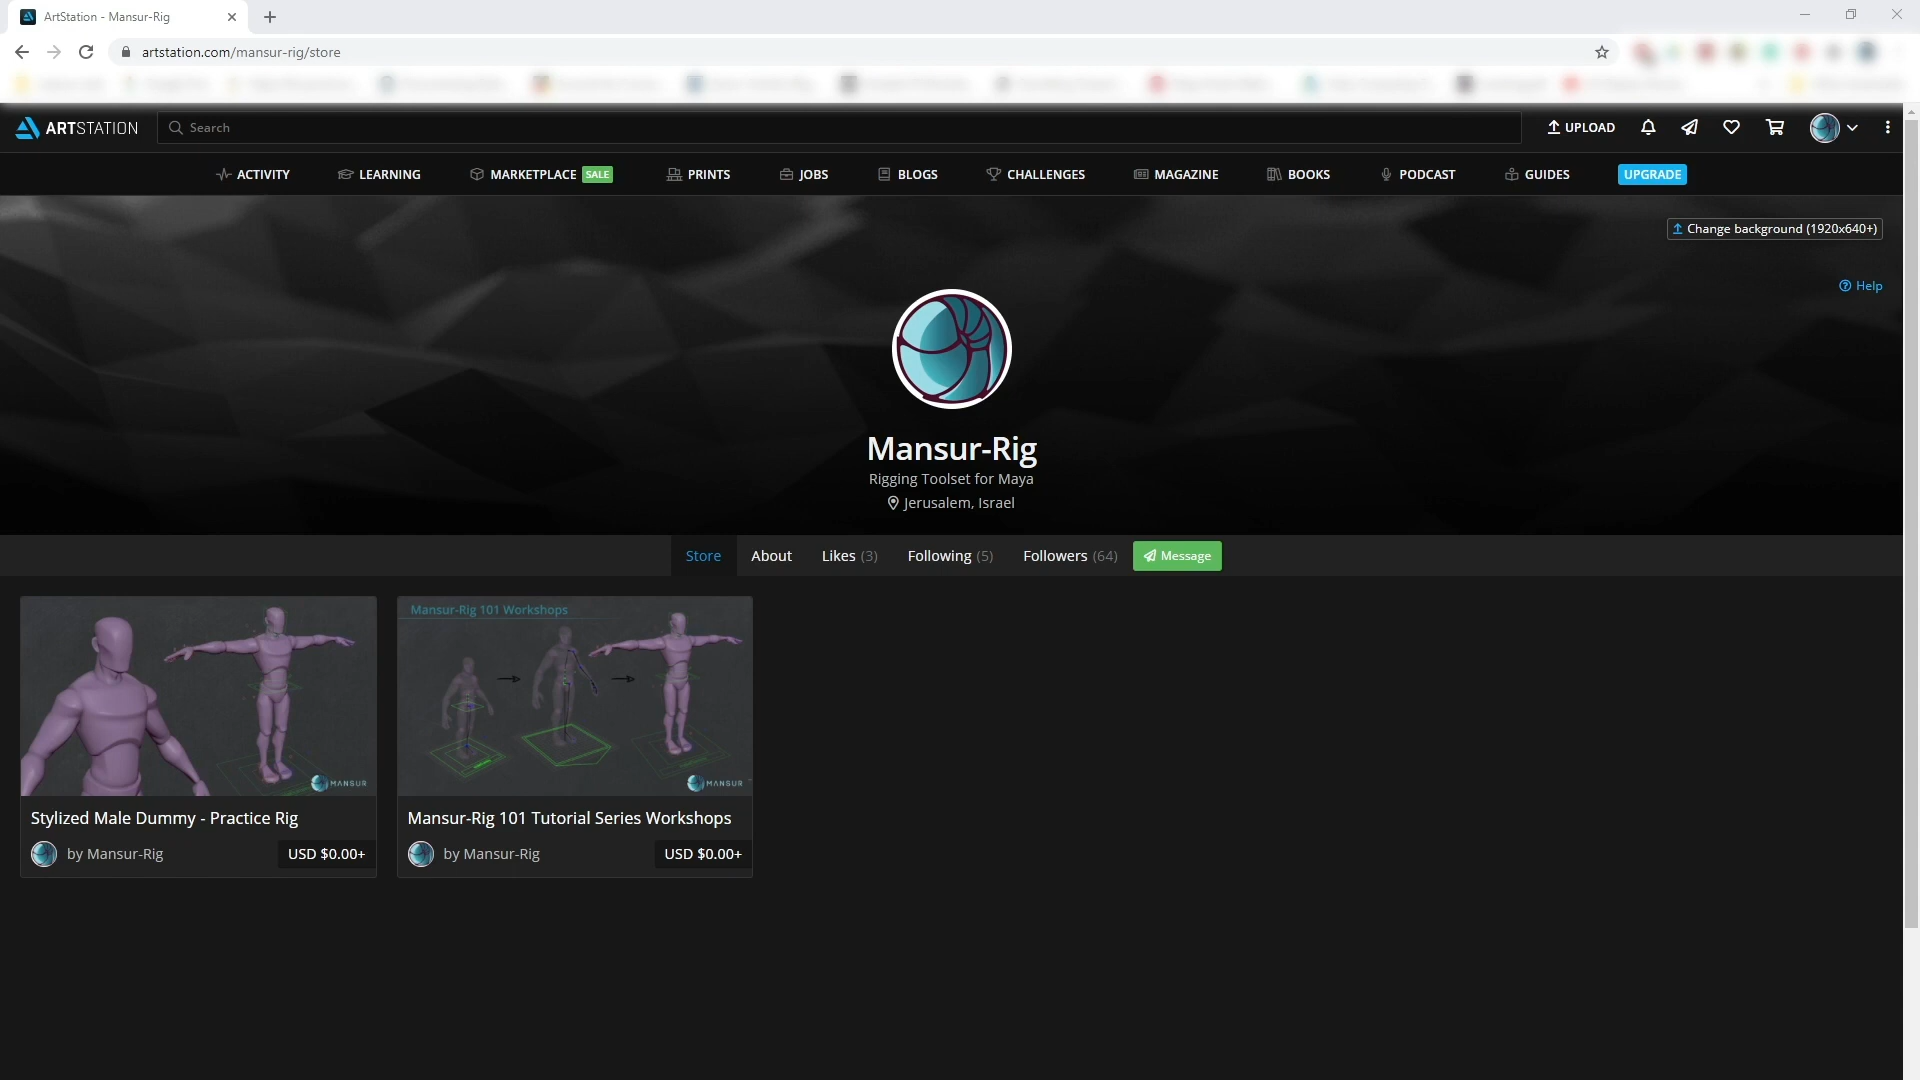 ArtStation - Mansur-Rig
artstation.com/mansur-rig/store
ARTSTATION
Search
UPLOAD
ACTIVITY
LEARNING
MARKETPLACE SALE
PRINTS
JOBS
BLOGS
CHALLENGES
MAGAZINE
BOOKS
PODCAST
GUIDES
UPGRADE
Change background (1920x640+)
Help
Mansur-Rig
Rigging Toolset for Maya
Jerusalem, Israel
Store
About
Likes (3)
Following (5)
Followers (64)
Message
MANSUR
Stylized Male Dummy - Practice Rig
by Mansur-Rig
USD $0.00+
Mansur-Rig 101 Workshops
MANSUR
Mansur-Rig 101 Tutorial Series Workshops
by Mansur-Rig
USD $0.00+